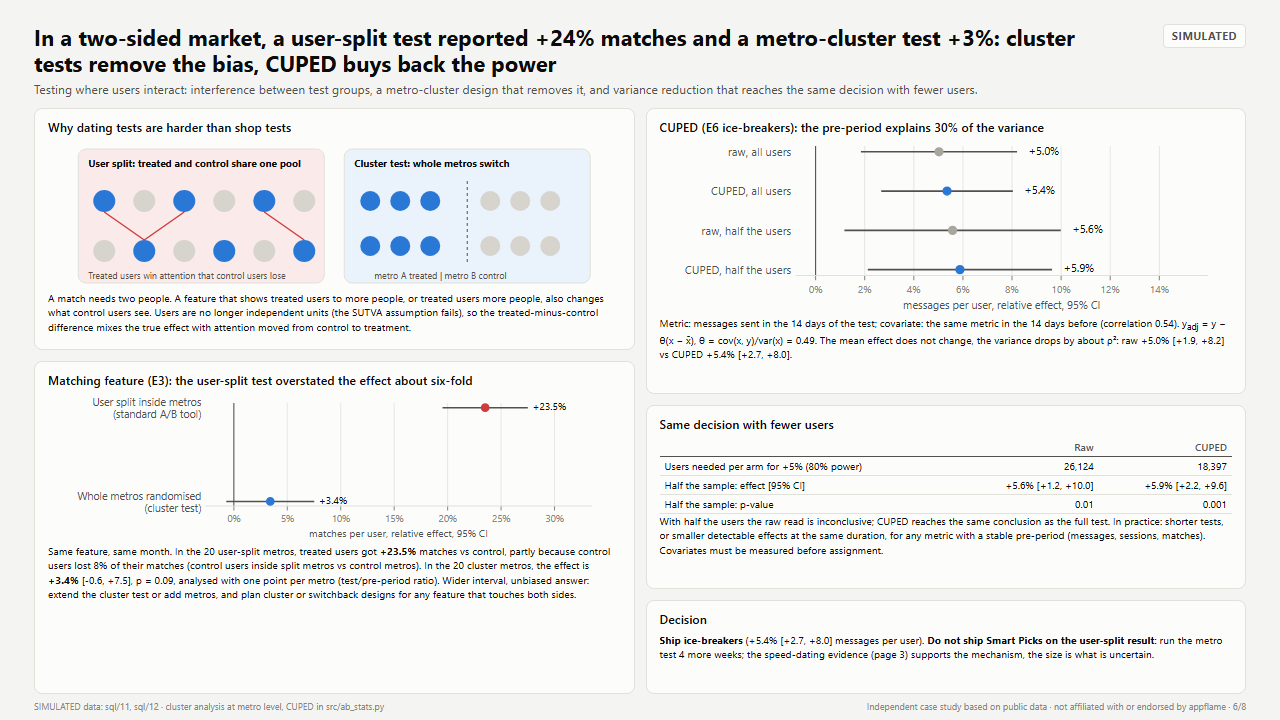 In a two-sided market, a user-split test reported +24% matches and a metro-cluster test +3%: cluster
tests remove the bias, CUPED buys back the power
SIMULATED
Testing where users interact: interference between test groups, a metro-cluster design that removes it, and variance reduction that reaches the same decision with fewer users.
Why dating tests are harder than shop tests
User split: treated and control share one pool
Treated users win attention that control users lose
Cluster test: whole metros switch
metro A treated | metro B control
A match needs two people. A feature that shows treated users to more people, or treated users more people, also changes
what control users see. Users are no longer independent units (the SUTVA assumption fails), so the treated-minus-control
difference mixes the true effect with attention moved from control to treatment.
Matching feature (E3): the user-split test overstated the effect about six-fold
User split inside metros
(standard A/B tool)
+23.5%
Whole metros randomised
(cluster test)
+3.4%
0% 5% 10% 15% 20% 25% 30%
matches per user, relative effect, 95% CI
Same feature, same month. In the 20 user-split metros, treated users got +23.5% matches vs control, partly because control
users lost 8% of their matches (control users inside split metros vs control metros). In the 20 cluster metros, the effect is
+3.4% [-0.6, +7.5], p = 0.09, analysed with one point per metro (test/pre-period ratio). Wider interval, unbiased answer:
extend the cluster test or add metros, and plan cluster or switchback designs for any feature that touches both sides.
CUPED (E6 ice-breakers): the pre-period explains 30% of the variance
raw, all users
+5.0%
CUPED, all users
+5.4%
raw, half the users
+5.6%
CUPED, half the users
+5.9%
0% 2% 4% 6% 8% 10% 12% 14%
messages per user, relative effect, 95% CI
Metric: messages sent in the 14 days of the test; covariate: the same metric in the 14 days before (correlation 0.54). yadj = y −
θ(x − x̄), θ = cov(x, y)/var(x) = 0.49. The mean effect does not change, the variance drops by about ρ²: raw +5.0% [+1.9, +8.2]
vs CUPED +5.4% [+2.7, +8.0].
Same decision with fewer users
Raw CUPED
Users needed per arm for +5% (80% power) 26,124 18,397
Half the sample: effect [95% CI] +5.6% [+1.2, +10.0] +5.9% [+2.2, +9.6]
Half the sample: p-value 0.01 0.001
With half the users the raw read is inconclusive; CUPED reaches the same conclusion as the full test. In practice: shorter tests,
or smaller detectable effects at the same duration, for any metric with a stable pre-period (messages, sessions, matches).
Covariates must be measured before assignment.
Decision
Ship ice-breakers (+5.4% [+2.7, +8.0] messages per user). Do not ship Smart Picks on the user-split result: run the metro
test 4 more weeks; the speed-dating evidence (page 3) supports the mechanism, the size is what is uncertain.
SIMULATED data: sql/11, sql/12 · cluster analysis at metro level, CUPED in src/ab_stats.py
Independent case study based on public data · not affiliated with or endorsed by appflame · 6/8